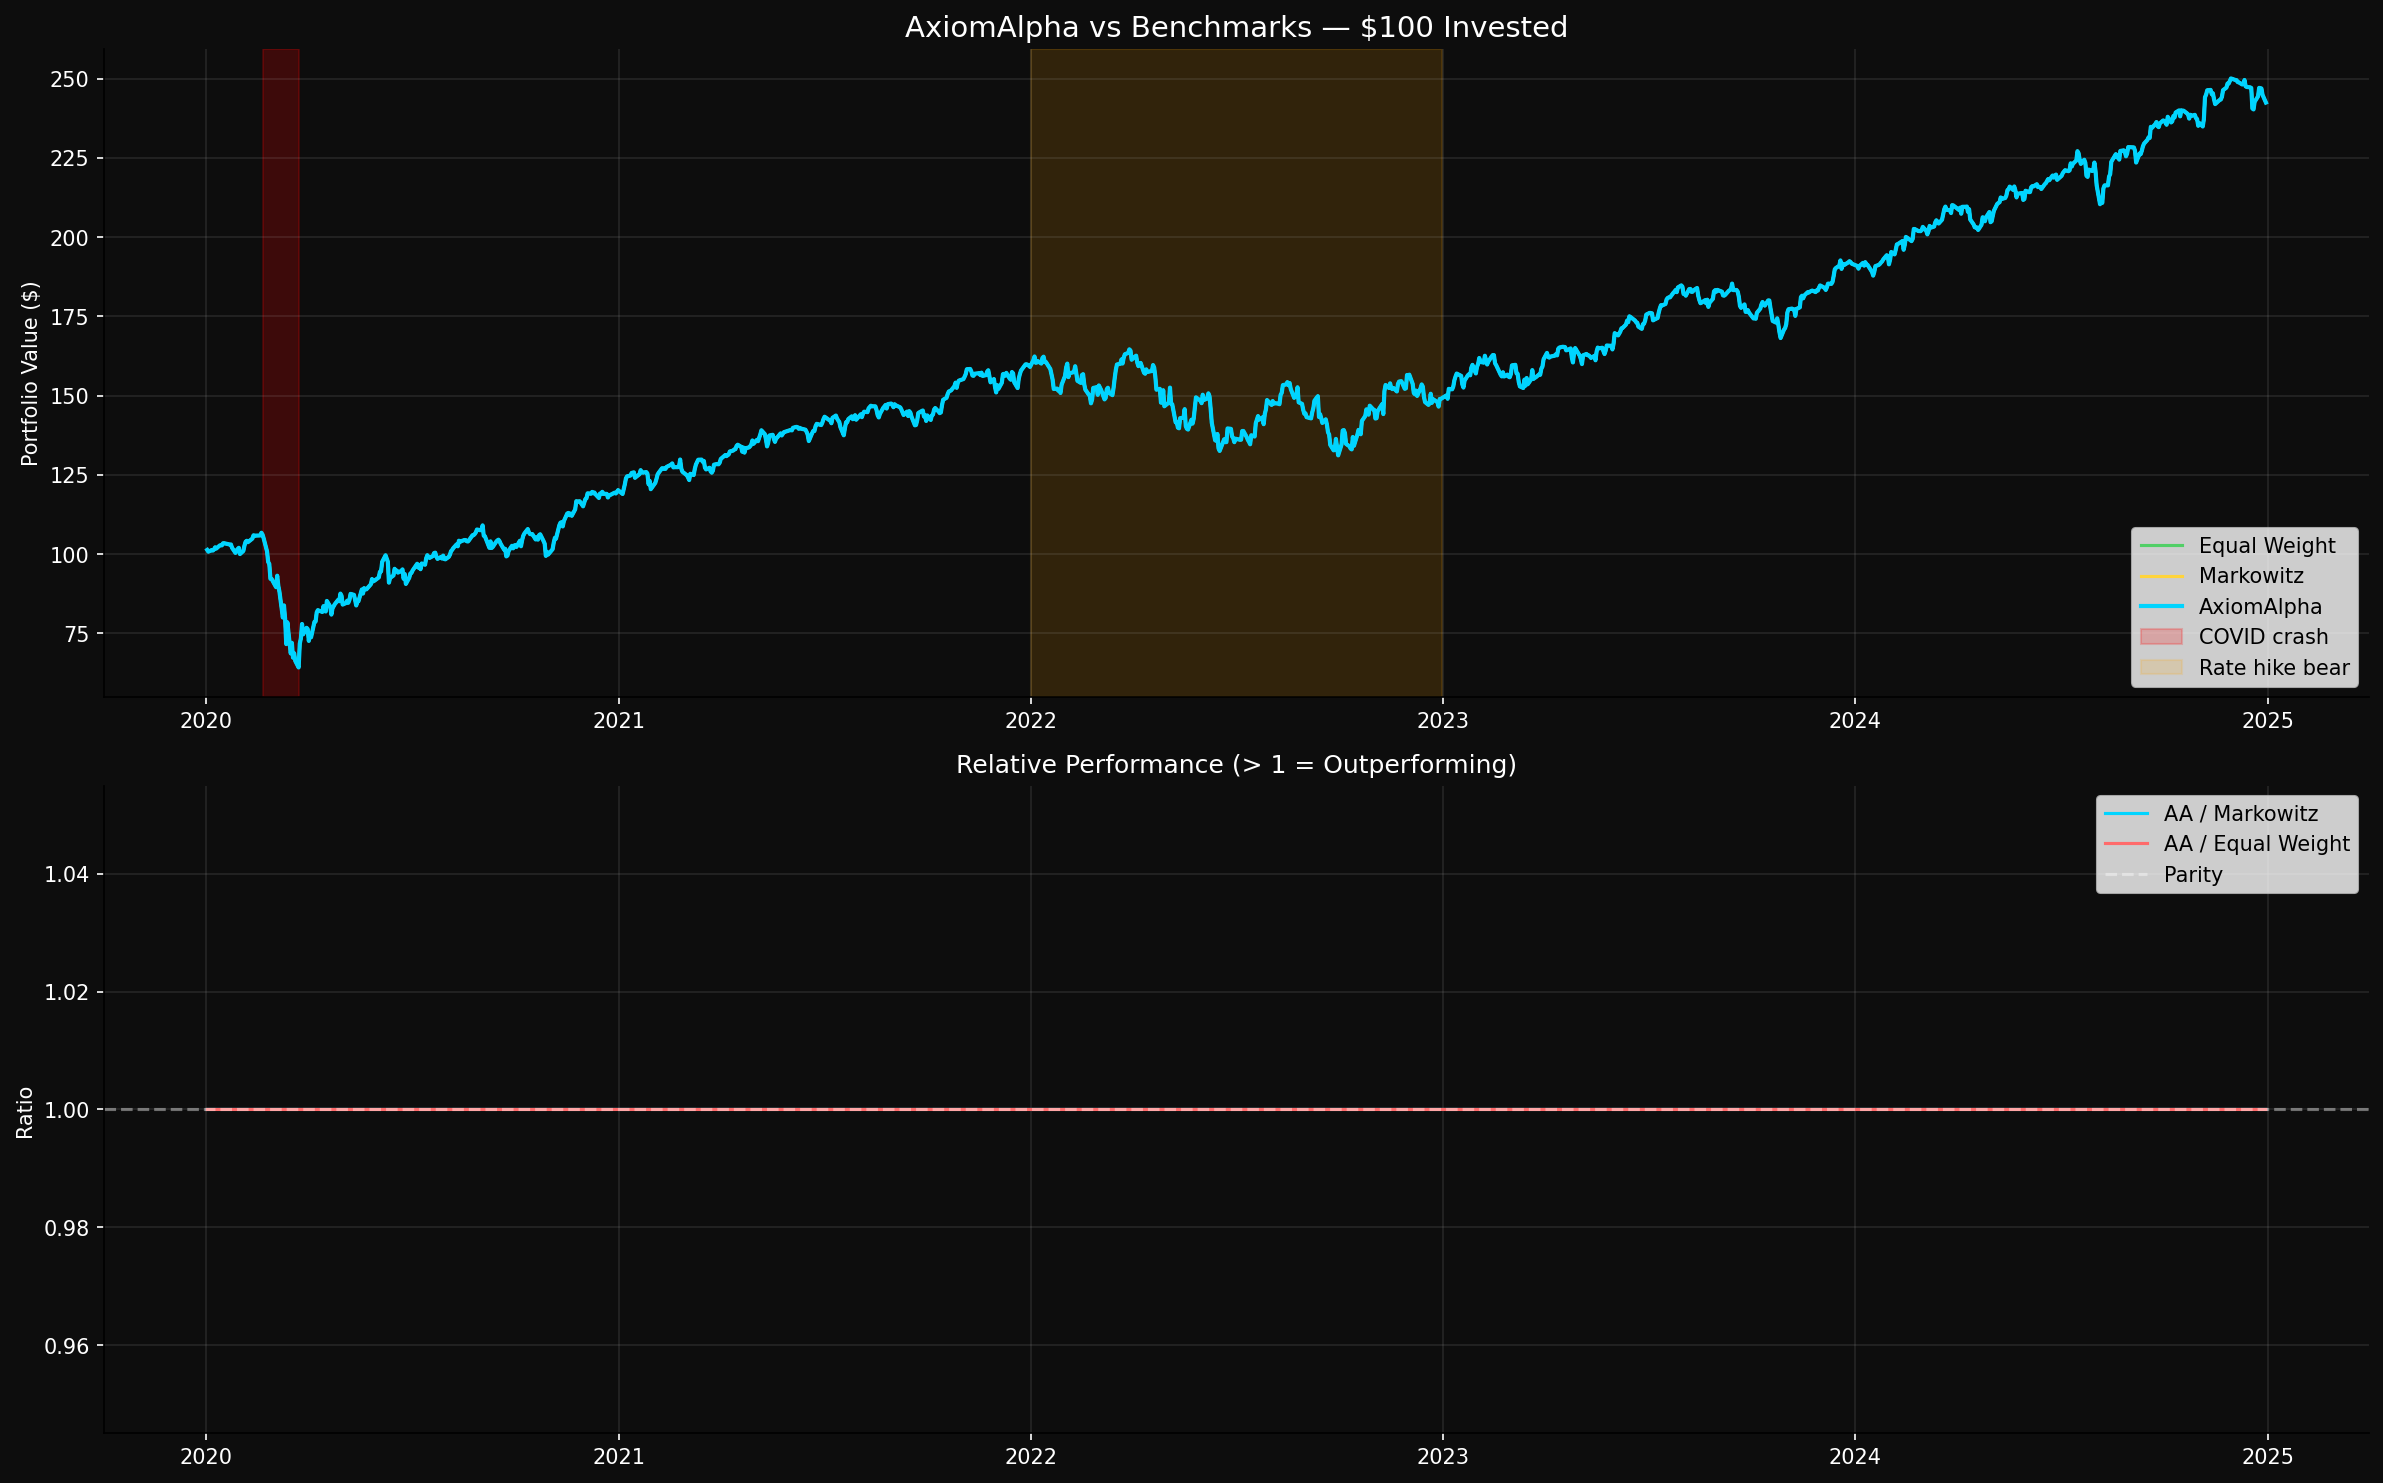 AxiomAlpha vs Benchmarks — $100 Invested
Portfolio Value ($)
250
225
200
175
150
125
100
75
Equal Weight
Markowitz
AxiomAlpha
COVID crash
Rate hike bear
2020 2021 2022 2023 2024 2025
Relative Performance (> 1 = Outperforming)
Ratio
1.04
1.02
1.00
0.98
0.96
AA / Markowitz
AA / Equal Weight
Parity
2020 2021 2022 2023 2024 2025